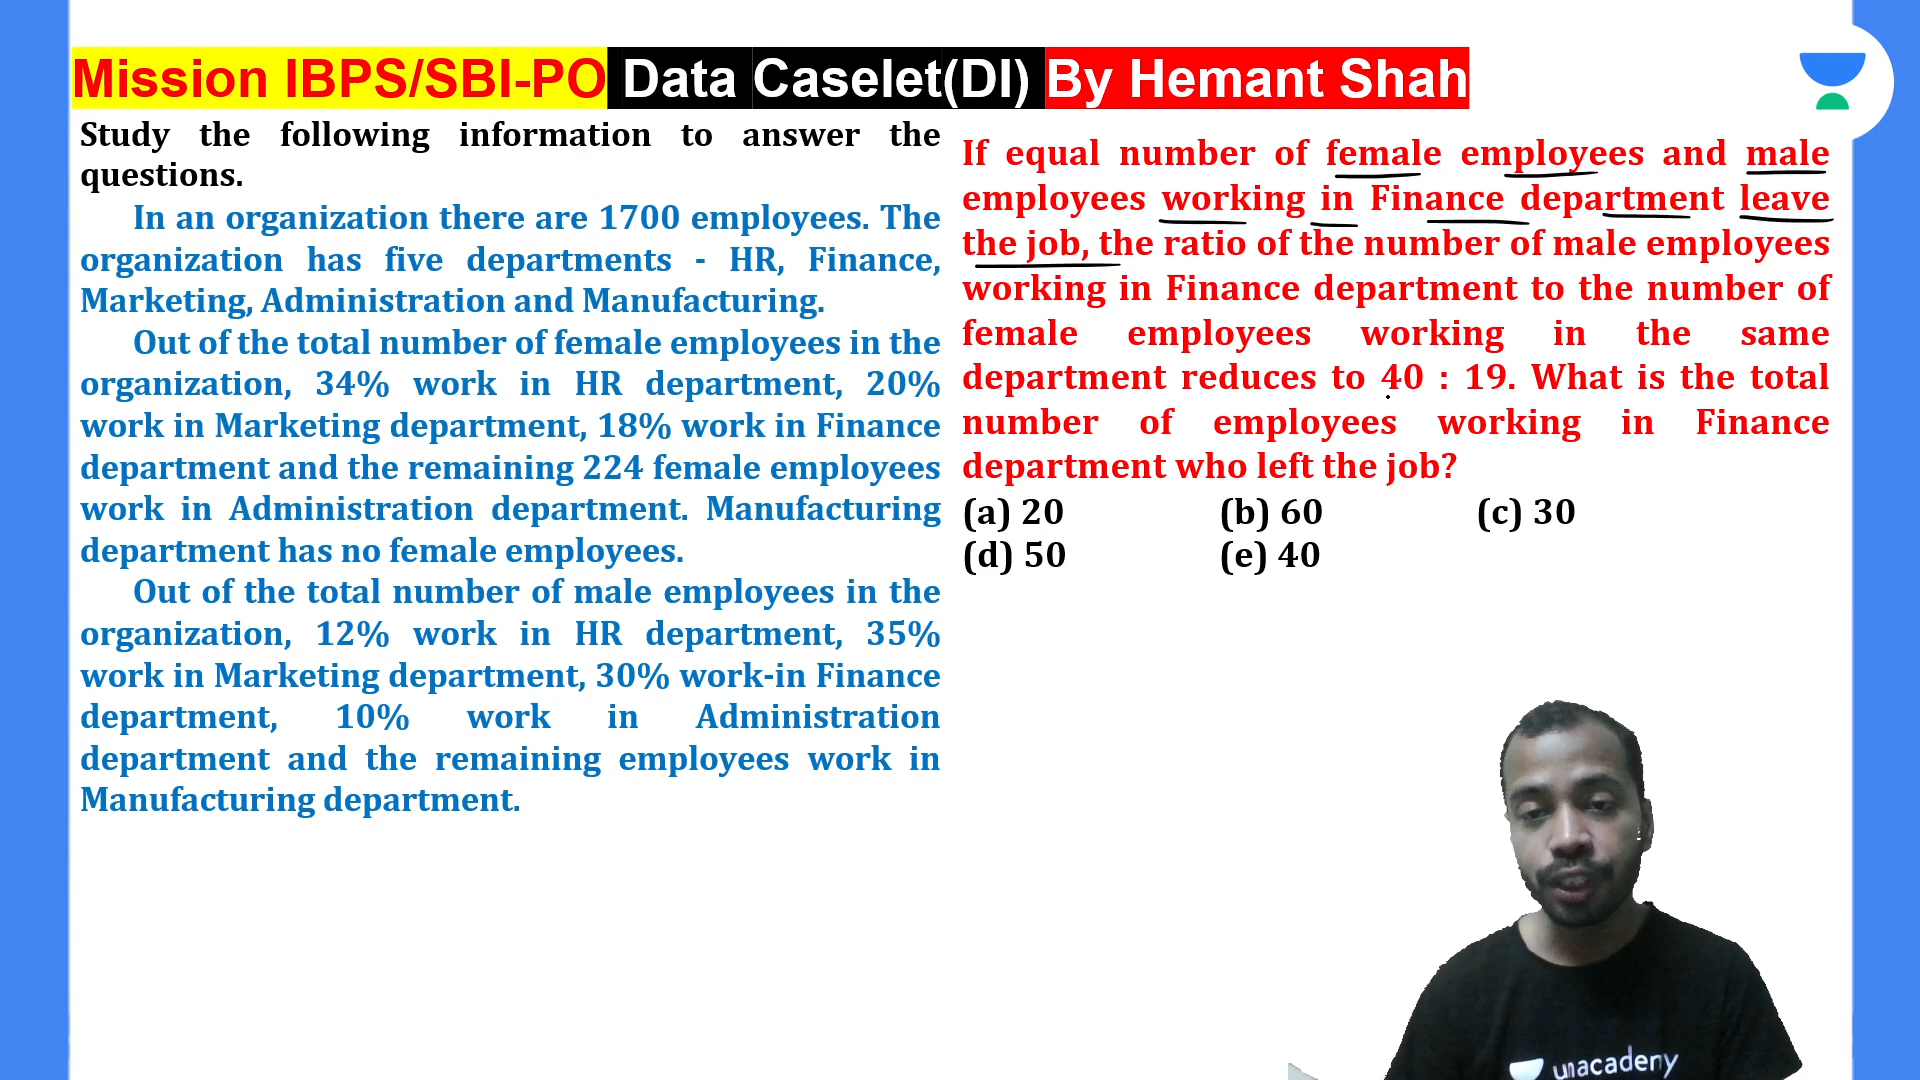 Mission IBPS/SBI-PO Data Caselet(DI) By Hemant Shah
Study the following information to answer the
questions.
In an organization there are 1700 employees. The
organization has five departments - HR, Finance,
Marketing, Administration and Manufacturing.
Out of the total number of female employees in the
organization, 34% work in HR department, 20%
work in Marketing department, 18% work in Finance
department and the remaining 224 female employees
work in Administration department. Manufacturing
department has no female employees.
Out of the total number of male employees in the
organization, 12% work in HR department, 35%
work in Marketing department, 30% work-in Finance
department, 10% work in Administration
department and the remaining employees work in
Manufacturing department.
If equal number of female employees and male
employees working in Finance department leave
the job, the ratio of the number of male employees
working in Finance department to the number of
female employees working in the same
department reduces to 40 : 19. What is the total
number of employees working in Finance
department who left the job?
(a) 20 (b) 60 (c) 30
(d) 50 (e) 40
unacademy